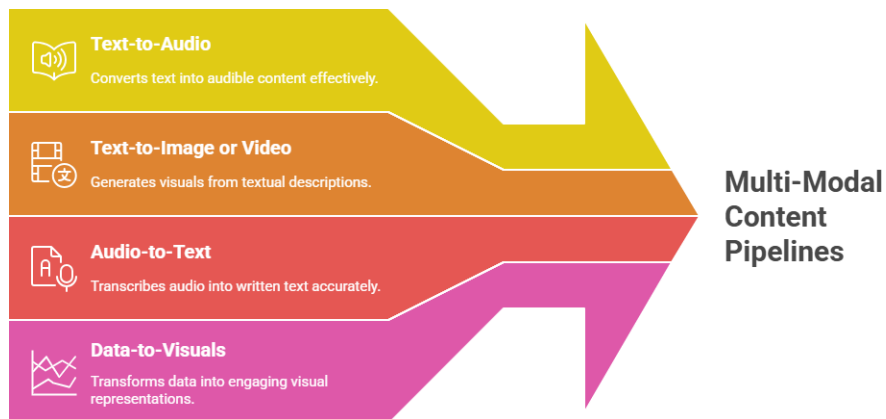 Text-to-Audio
Converts text into audible content effectively.
Text-to-Image or Video
Generates visuals from textual descriptions.
Audio-to-Text
Transcribes audio into written text accurately.
Data-to-Visuals
Transforms data into engaging visual
representations.
Multi-Modal
Content
Pipelines